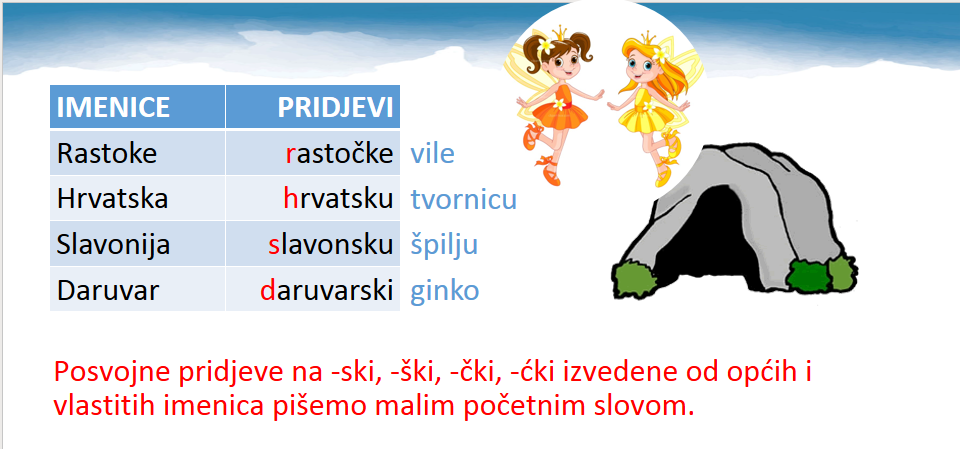 IMENICE PRIDJEVI
Rastoke rastočke vile
Hrvatska hrvatsku tvornicu
Slavonija slavonsku špilju
Daruvar daruvarski ginko
Posvojne pridjeve na -ski, -ški, -čki, -ćki izvedene od općih i
vlastitih imenica pišemo malim početnim slovom.